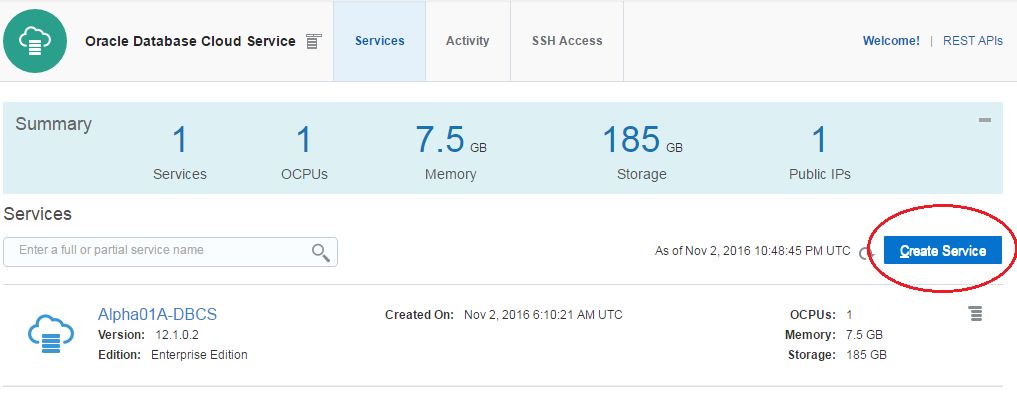 Oracle Database Cloud Service Services Activity SSH Access Welcome! | REST APIs
Summary
1 1 7.5 GB 185 GB 1
Services OCPUs Memory Storage Public IPs
Services
Enter a full or partial service name
As of Nov 2, 2016 10:48:45 PM UTC
Create Service
Alpha01A-DBCS
Version: 12.1.0.2
Edition: Enterprise Edition
Created On: Nov 2, 2016 6:10:21 AM UTC
OCPUs: 1
Memory: 7.5 GB
Storage: 185 GB